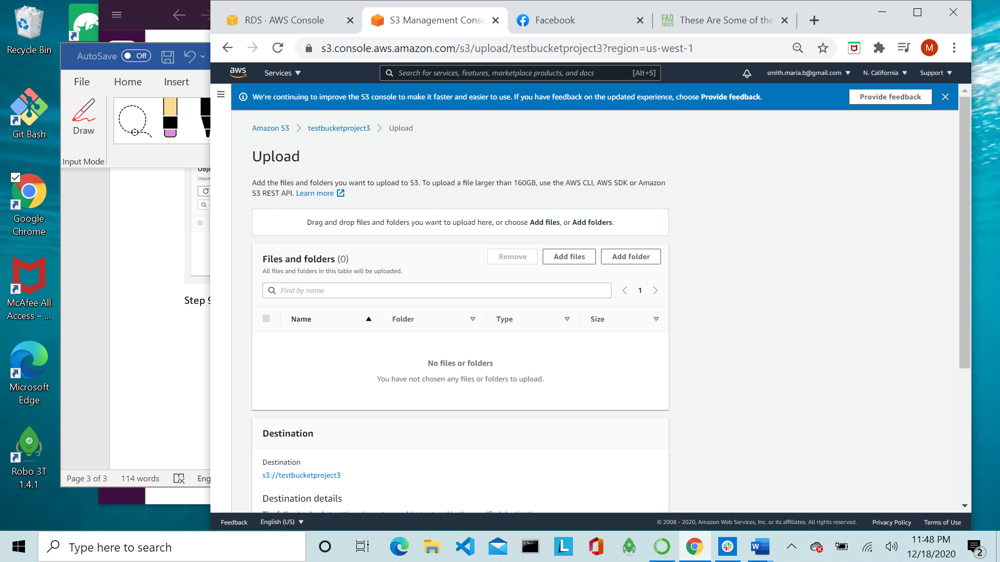 Recycle Bin
Git Bash
Google
Chrome
McAfee All
Access – ...
Microsoft
Edge
Robo 3T
1.4.1
AutoSave Off
File Home Insert
Draw
Input Mode
Obje
Objects
Step 9
Page 3 of 3 114 words Eng
RDS · AWS Console
S3 Management Consc
Facebook
FAQ TOIDS These Are Some of the
s3.console.aws.amazon.com/s3/upload/testbucketproject3?region=us-west-1
M
aws
Services
Search for services, features, marketplace products, and docs [Alt+S]
smith.maria.b@gmail.com
N. California
Support
We're continuing to improve the S3 console to make it faster and easier to use. If you have feedback on the updated experience, choose Provide feedback.
Provide feedback
Amazon S3 testbucketproject3 Upload
Upload
Add the files and folders you want to upload to S3. To upload a file larger than 160GB, use the AWS CLI, AWS SDK or Amazon
S3 REST API. Learn more
Drag and drop files and folders you want to upload here, or choose Add files, or Add folders.
Files and folders (0)
Remove Add files Add folder
All files and folders in this table will be uploaded.
Find by name
1
Name Folder Type Size
No files or folders
You have not chosen any files or folders to upload.
Destination
Destination
s3://testbucketproject3
Destination details
Feedback English (US)
© 2008 - 2020, Amazon Web Services, Inc. or its affiliates. All rights reserved. Privacy Policy Terms of Use
Type here to search
L
W
11:48 PM
12/18/2020
2